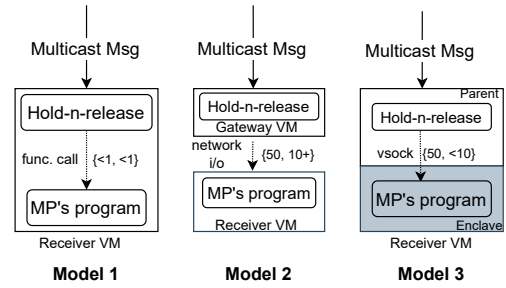 Multicast Msg
Hold-n-release
func. call {<1, <1}
MP's program
Receiver VM
Model 1
Multicast Msg
Hold-n-release
Gateway VM
network
i/o
{50, 10+}
MP's program
Receiver VM
Model 2
Multicast Msg
Parent
Hold-n-release
vsock {50, <10}
MP's program
Enclave
Receiver VM
Model 3